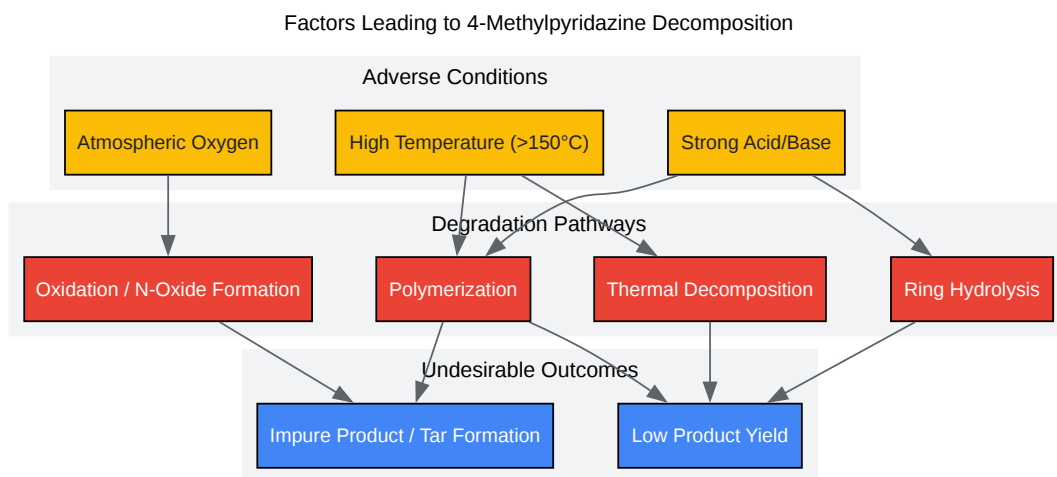 Factors Leading to 4-Methylpyridazine Decomposition
Adverse Conditions
Atmospheric Oxygen
High Temperature (>150°C)
Strong Acid/Base
Degradation Pathways
Oxidation / N-Oxide Formation
Polymerization
Thermal Decomposition
Ring Hydrolysis
Undesirable Outcomes
Impure Product / Tar Formation
Low Product Yield